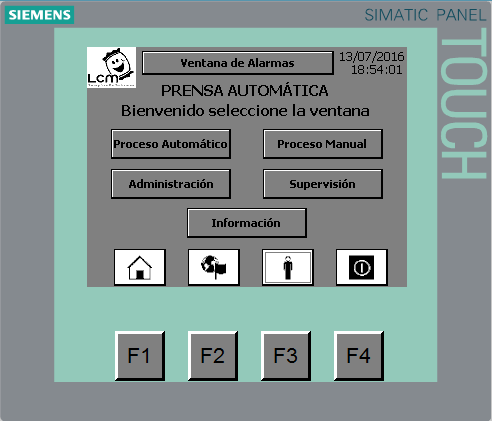 SIEMENS
SIMATIC PANEL
TOUCH
Lcm
Ventana de Alarmas
13/07/2016
18:54:01
PRENSA AUTOMÁTICA
Bienvenido seleccione la ventana
Proceso Automático
Proceso Manual
Administración
Supervisión
Información
F1
F2
F3
F4